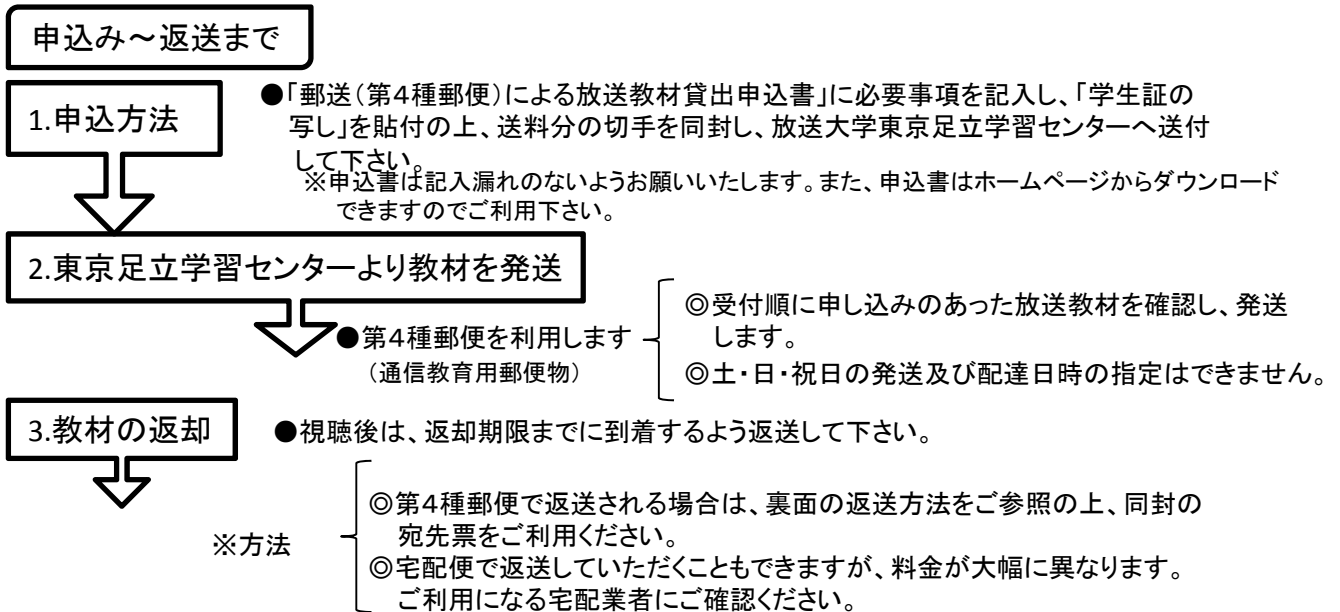 申込み～返送まで
1.申込方法
●「郵送（第４種郵便）による放送教材貸出申込書」に必要事項を記入し、「学生証の
写し」を貼付の上、送料分の切手を同封し、放送大学東京足立学習センターへ送付
して下さい。
※申込書は記入漏れのないようお願いいたします。また、申込書はホームページからダウンロード
できますのでご利用下さい。
2.東京足立学習センターより教材を発送
●第４種郵便を利用します
（通信教育用郵便物）
◎受付順に申し込みのあった放送教材を確認し、発送
します。
◎土・日・祝日の発送及び配達日時の指定はできません。
3.教材の返却
●視聴後は、返却期限までに到着するよう返送して下さい。
※方法
◎第４種郵便で返送される場合は、裏面の返送方法をご参照の上、同封の
宛先票をご利用ください。
◎宅配便で返送していただくこともできますが、料金が大幅に異なります。
ご利用になる宅配業者にご確認ください。